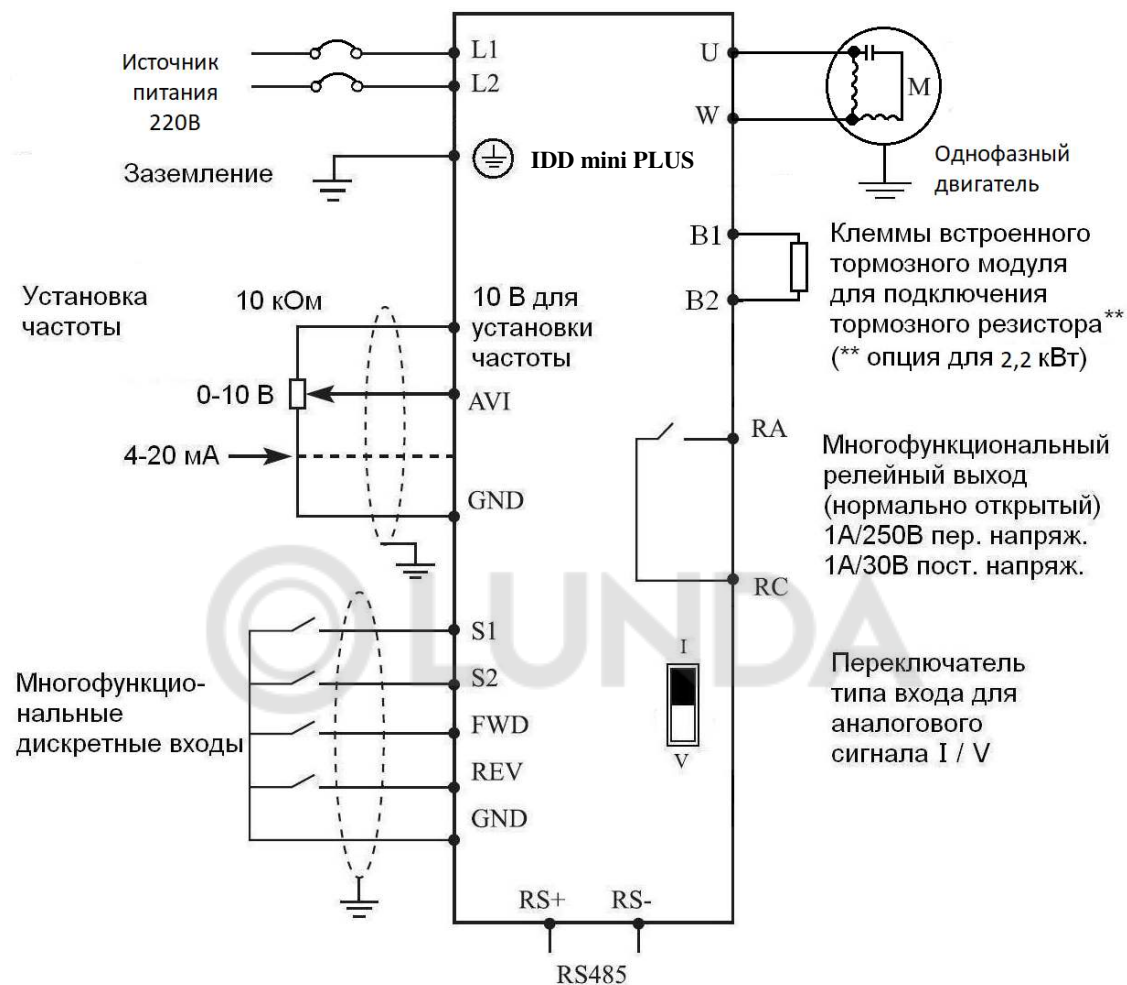 L1
L2
Источник
питания
220В
Заземление
IDD mini PLUS
U
W
M
Однофазный
двигатель
B1
B2
Клеммы встроенного
тормозного модуля
для подключения
тормозного резистора**
(** опция для 2,2 кВт)
Установка
частоты
10 кОм
10 В для
установки
частоты
0-10 В
AVI
4-20 мА
GND
RA
RC
Многофункциональный
релейный выход
(нормально открытый)
1А/250В пер. напряж.
1А/30В пост. напряж.
LUNDA
Многофункцио-
нальные
дискретные входы
S1
S2
FWD
REV
GND
I
V
Переключатель
типа входа для
аналогового
сигнала I / V
RS+
RS-
RS485